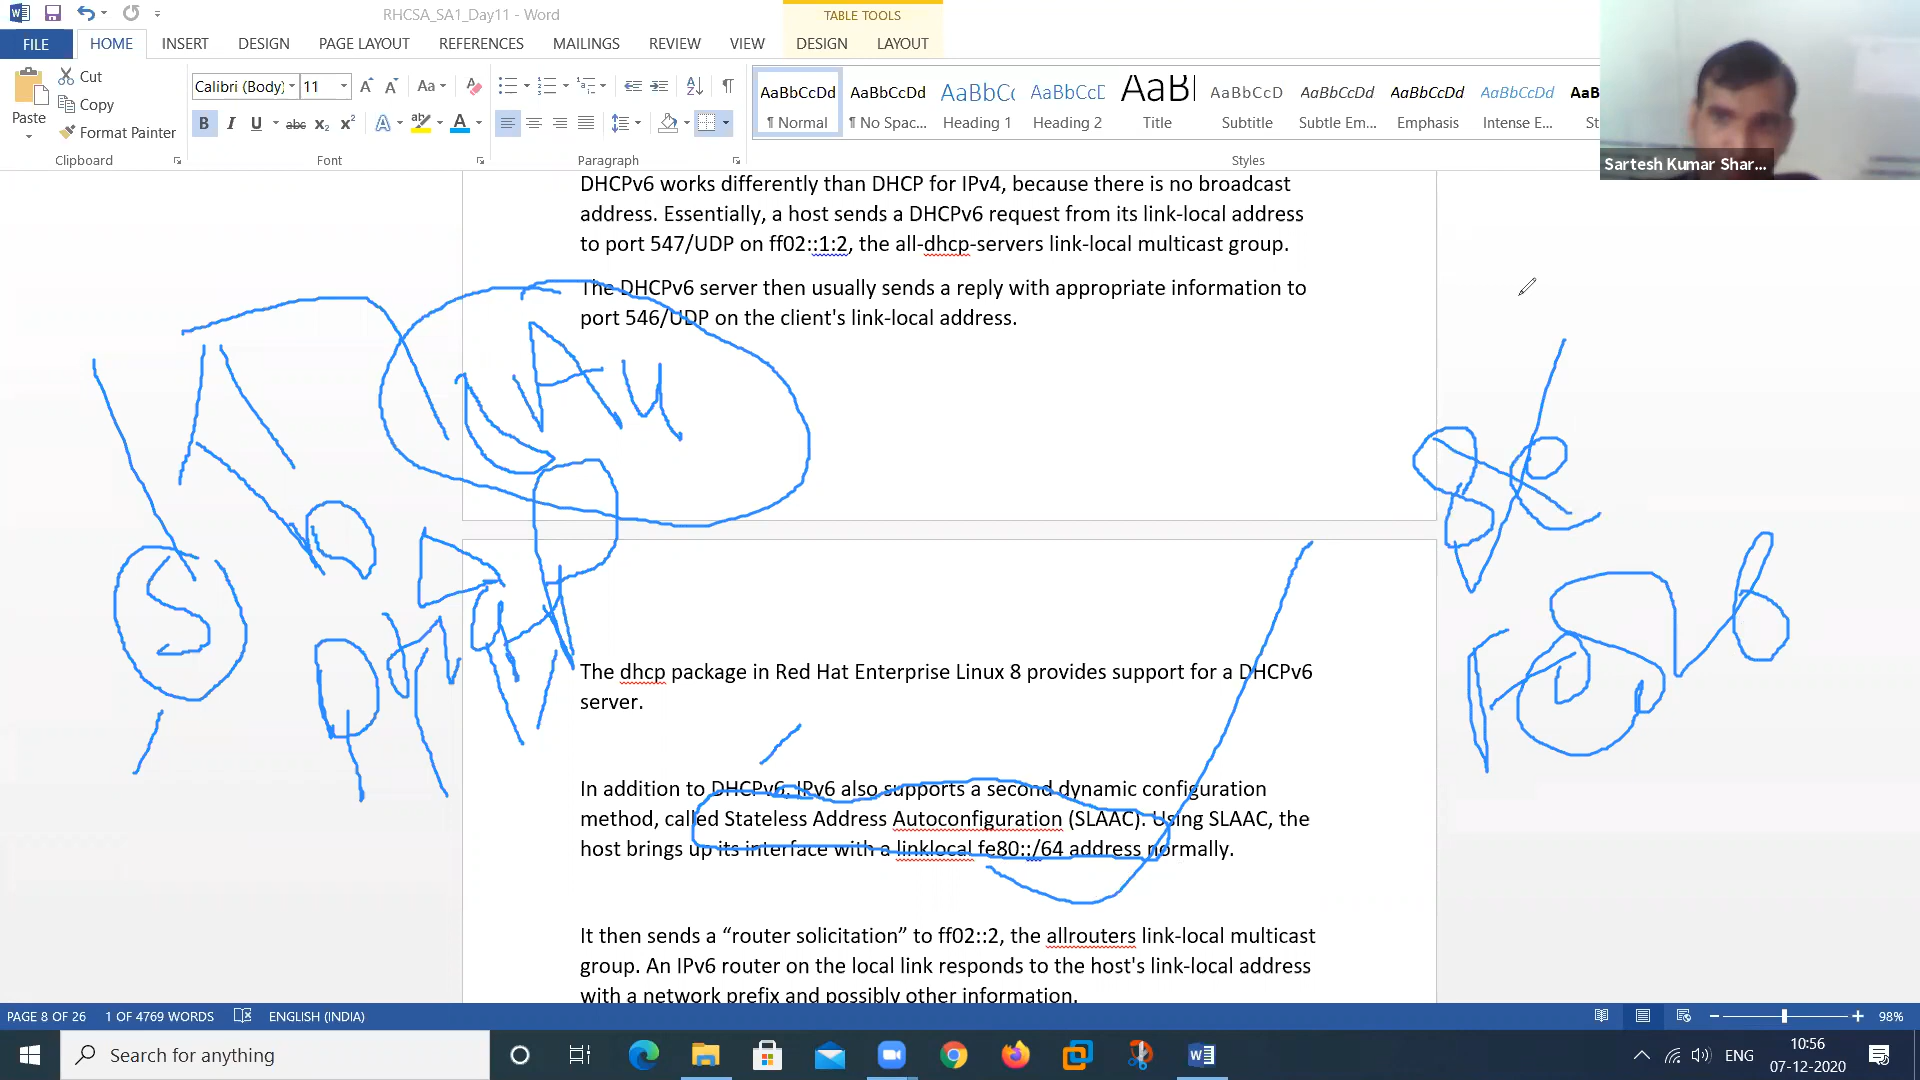 RHCSA_SA1_Day11 - Word
TABLE TOOLS
FILE HOME INSERT DESIGN PAGE LAYOUT REFERENCES MAILINGS REVIEW VIEW DESIGN LAYOUT
Paste
Cut
Copy
Format Painter
Clipboard
Calibri (Body) 11
Font
Paragraph
AaBbCcDd AaBbCcDd AaBbC AaBbCcD AaB AaBbCcD AaBbCcDd AaBbCcDd AaBbCcDd AaB
¶ Normal ¶ No Spac... Heading 1 Heading 2 Title Subtitle Subtle Em... Emphasis Intense E... St
Styles
Sartesh Kumar Shar...
DHCPv6 works differently than DHCP for IPv4, because there is no broadcast
address. Essentially, a host sends a DHCPv6 request from its link-local address
to port 547/UDP on ff02::1:2, the all-dhcp-servers link-local multicast group.
The DHCPv6 server then usually sends a reply with appropriate information to
port 546/UDP on the client's link-local address.
The dhcp package in Red Hat Enterprise Linux 8 provides support for a DHCPv6
server.
In addition to DHCPv6, IPv6 also supports a second dynamic configuration
method, called Stateless Address Autoconfiguration (SLAAC). Using SLAAC, the
host brings up its interface with a linklocal fe80::/64 address normally.
It then sends a “router solicitation” to ff02::2, the allrouters link-local multicast
group. An IPv6 router on the local link responds to the host's link-local address
with a network prefix and possibly other information.
S
PAGE 8 OF 26 1 OF 4769 WORDS ENGLISH (INDIA) 98%
Search for anything
ENG
10:56
07-12-2020